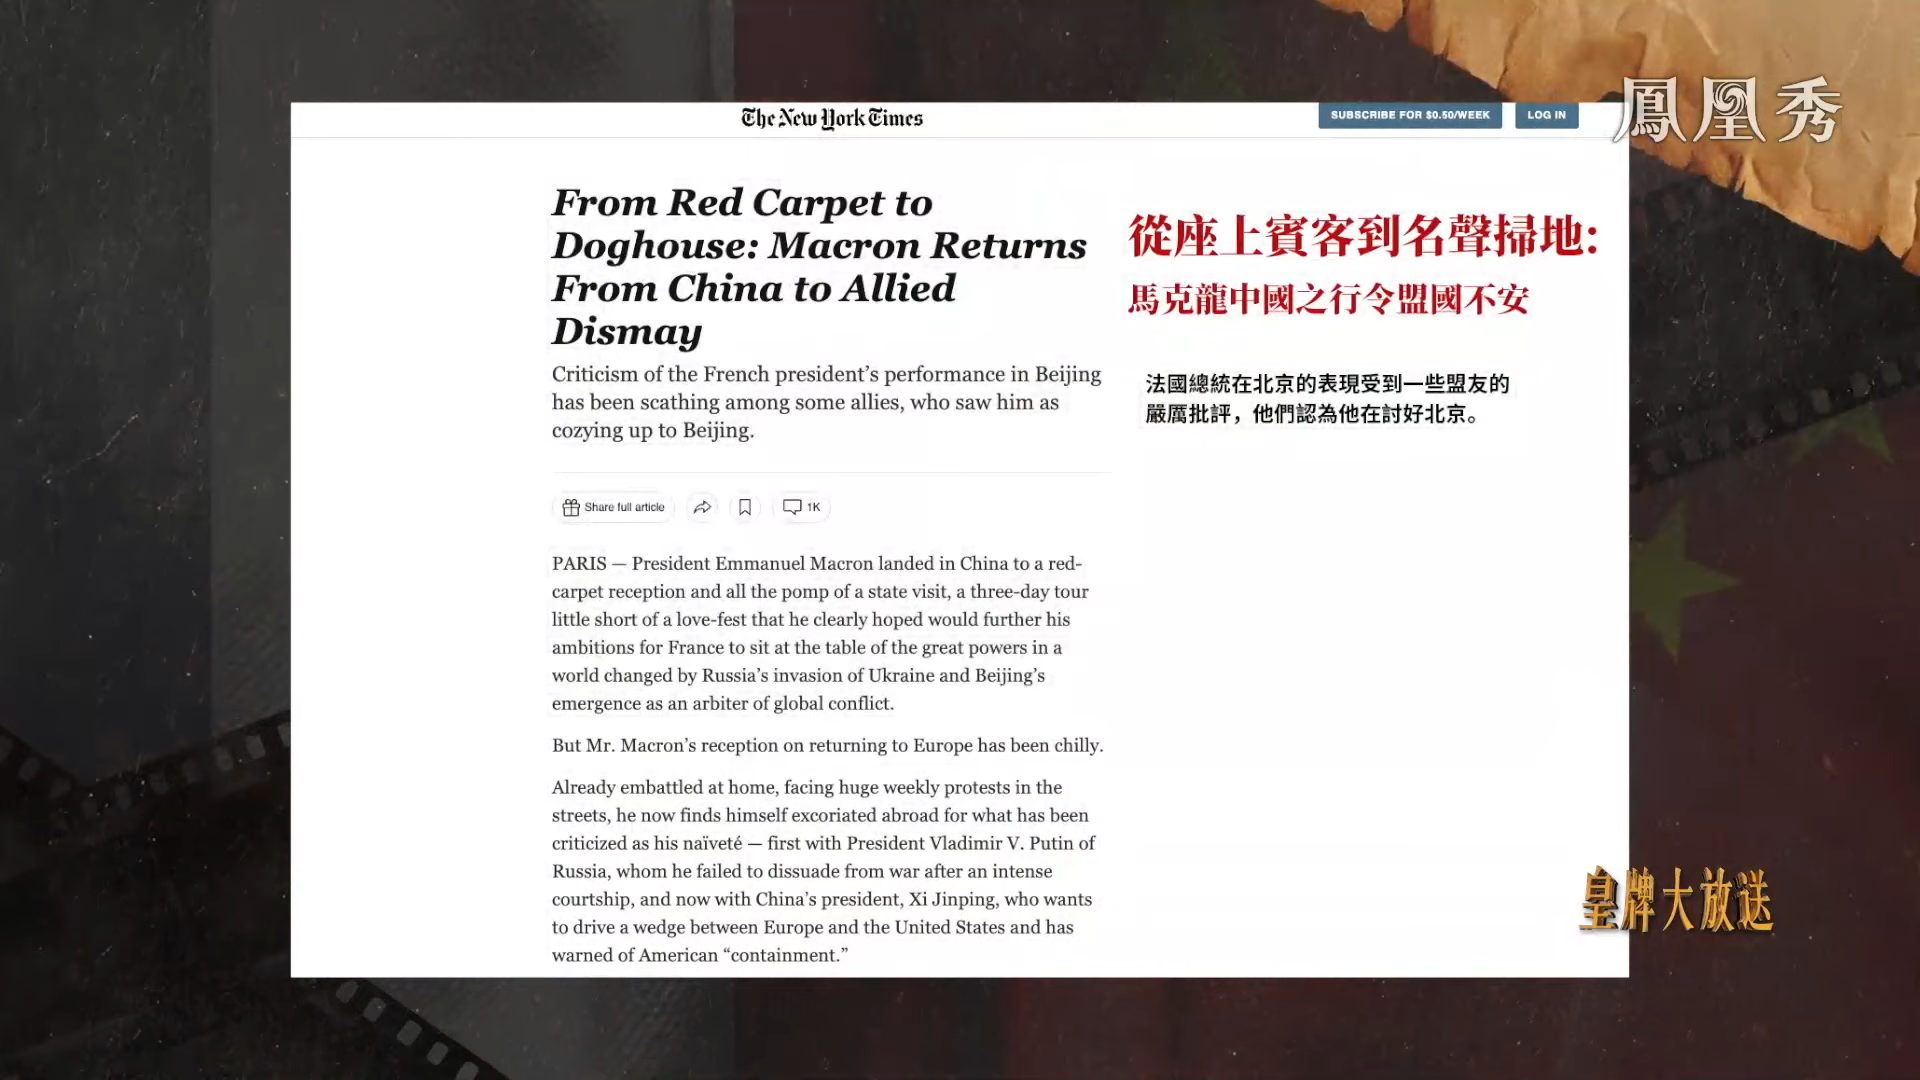 The New York Times
SUBSCRIBE FOR $0.50/WEEK
LOG IN
鳳凰秀
From Red Carpet to
Doghouse: Macron Returns
From China to Allied
Dismay
Criticism of the French president’s performance in Beijing
has been scathing among some allies, who saw him as
cozying up to Beijing.
從座上賓客到名聲掃地:
馬克龍中國之行令盟國不安
法國總統在北京的表現受到一些盟友的
嚴厲批評，他們認為他在討好北京。
Share full article
1K
PARIS — President Emmanuel Macron landed in China to a red-
carpet reception and all the pomp of a state visit, a three-day tour
little short of a love-fest that he clearly hoped would further his
ambitions for France to sit at the table of the great powers in a
world changed by Russia’s invasion of Ukraine and Beijing’s
emergence as an arbiter of global conflict.
But Mr. Macron’s reception on returning to Europe has been chilly.
Already embattled at home, facing huge weekly protests in the
streets, he now finds himself excoriated abroad for what has been
criticized as his naïveté — first with President Vladimir V. Putin of
Russia, whom he failed to dissuade from war after an intense
courtship, and now with China’s president, Xi Jinping, who wants
to drive a wedge between Europe and the United States and has
warned of American “containment.”
皇牌大放送